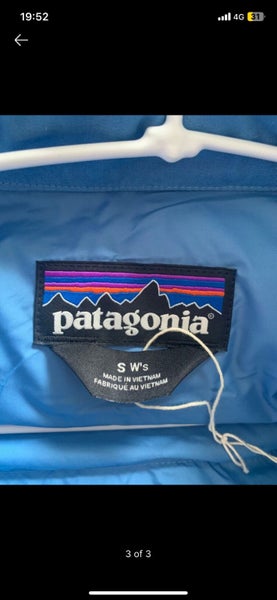 19:52
4G
31
patagonia®
S W's
MADE IN VIETNAM
FABRIQUÉ AU VIETNAM
3 of 3